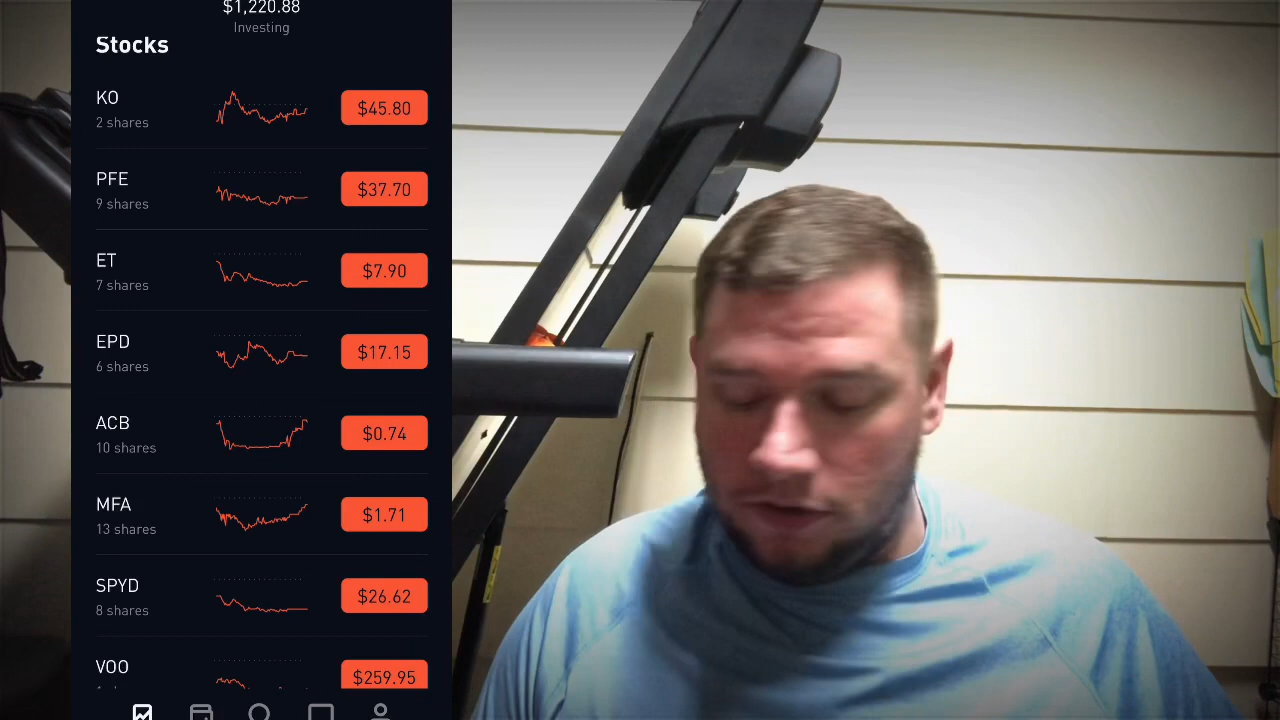 $1,220.88
Investing
Stocks
KO
2 shares
$45.80
PFE
9 shares
$37.70
ET
7 shares
$7.90
EPD
6 shares
$17.15
ACB
10 shares
$0.74
MFA
13 shares
$1.71
SPYD
8 shares
$26.62
VOO
$259.95